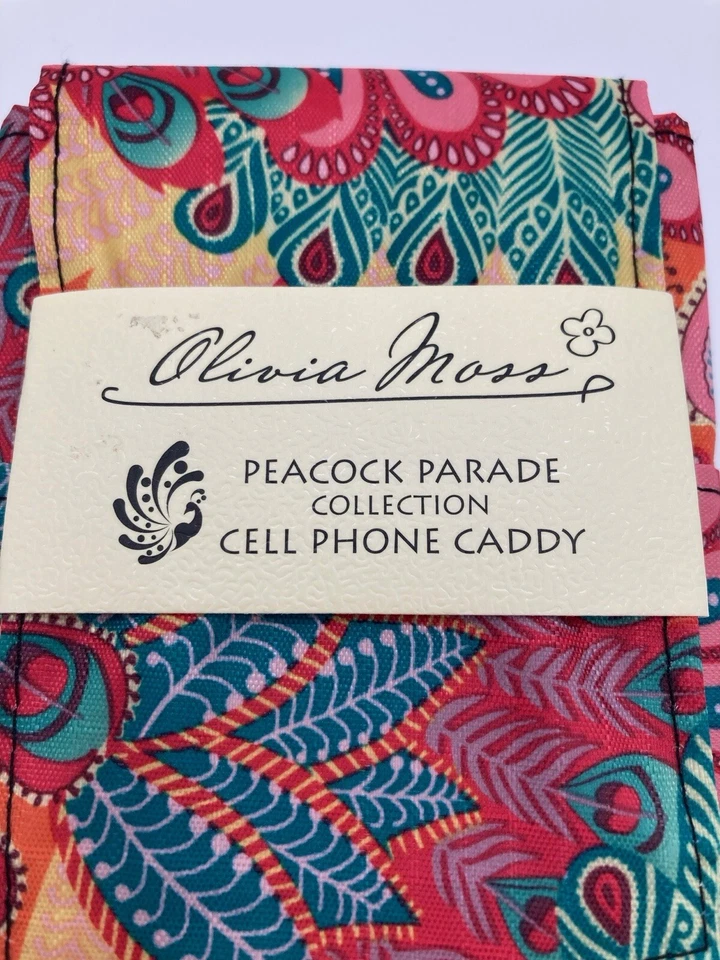 Olivia Moss
PEACOCK PARADE
COLLECTION
CELL PHONE CADDY